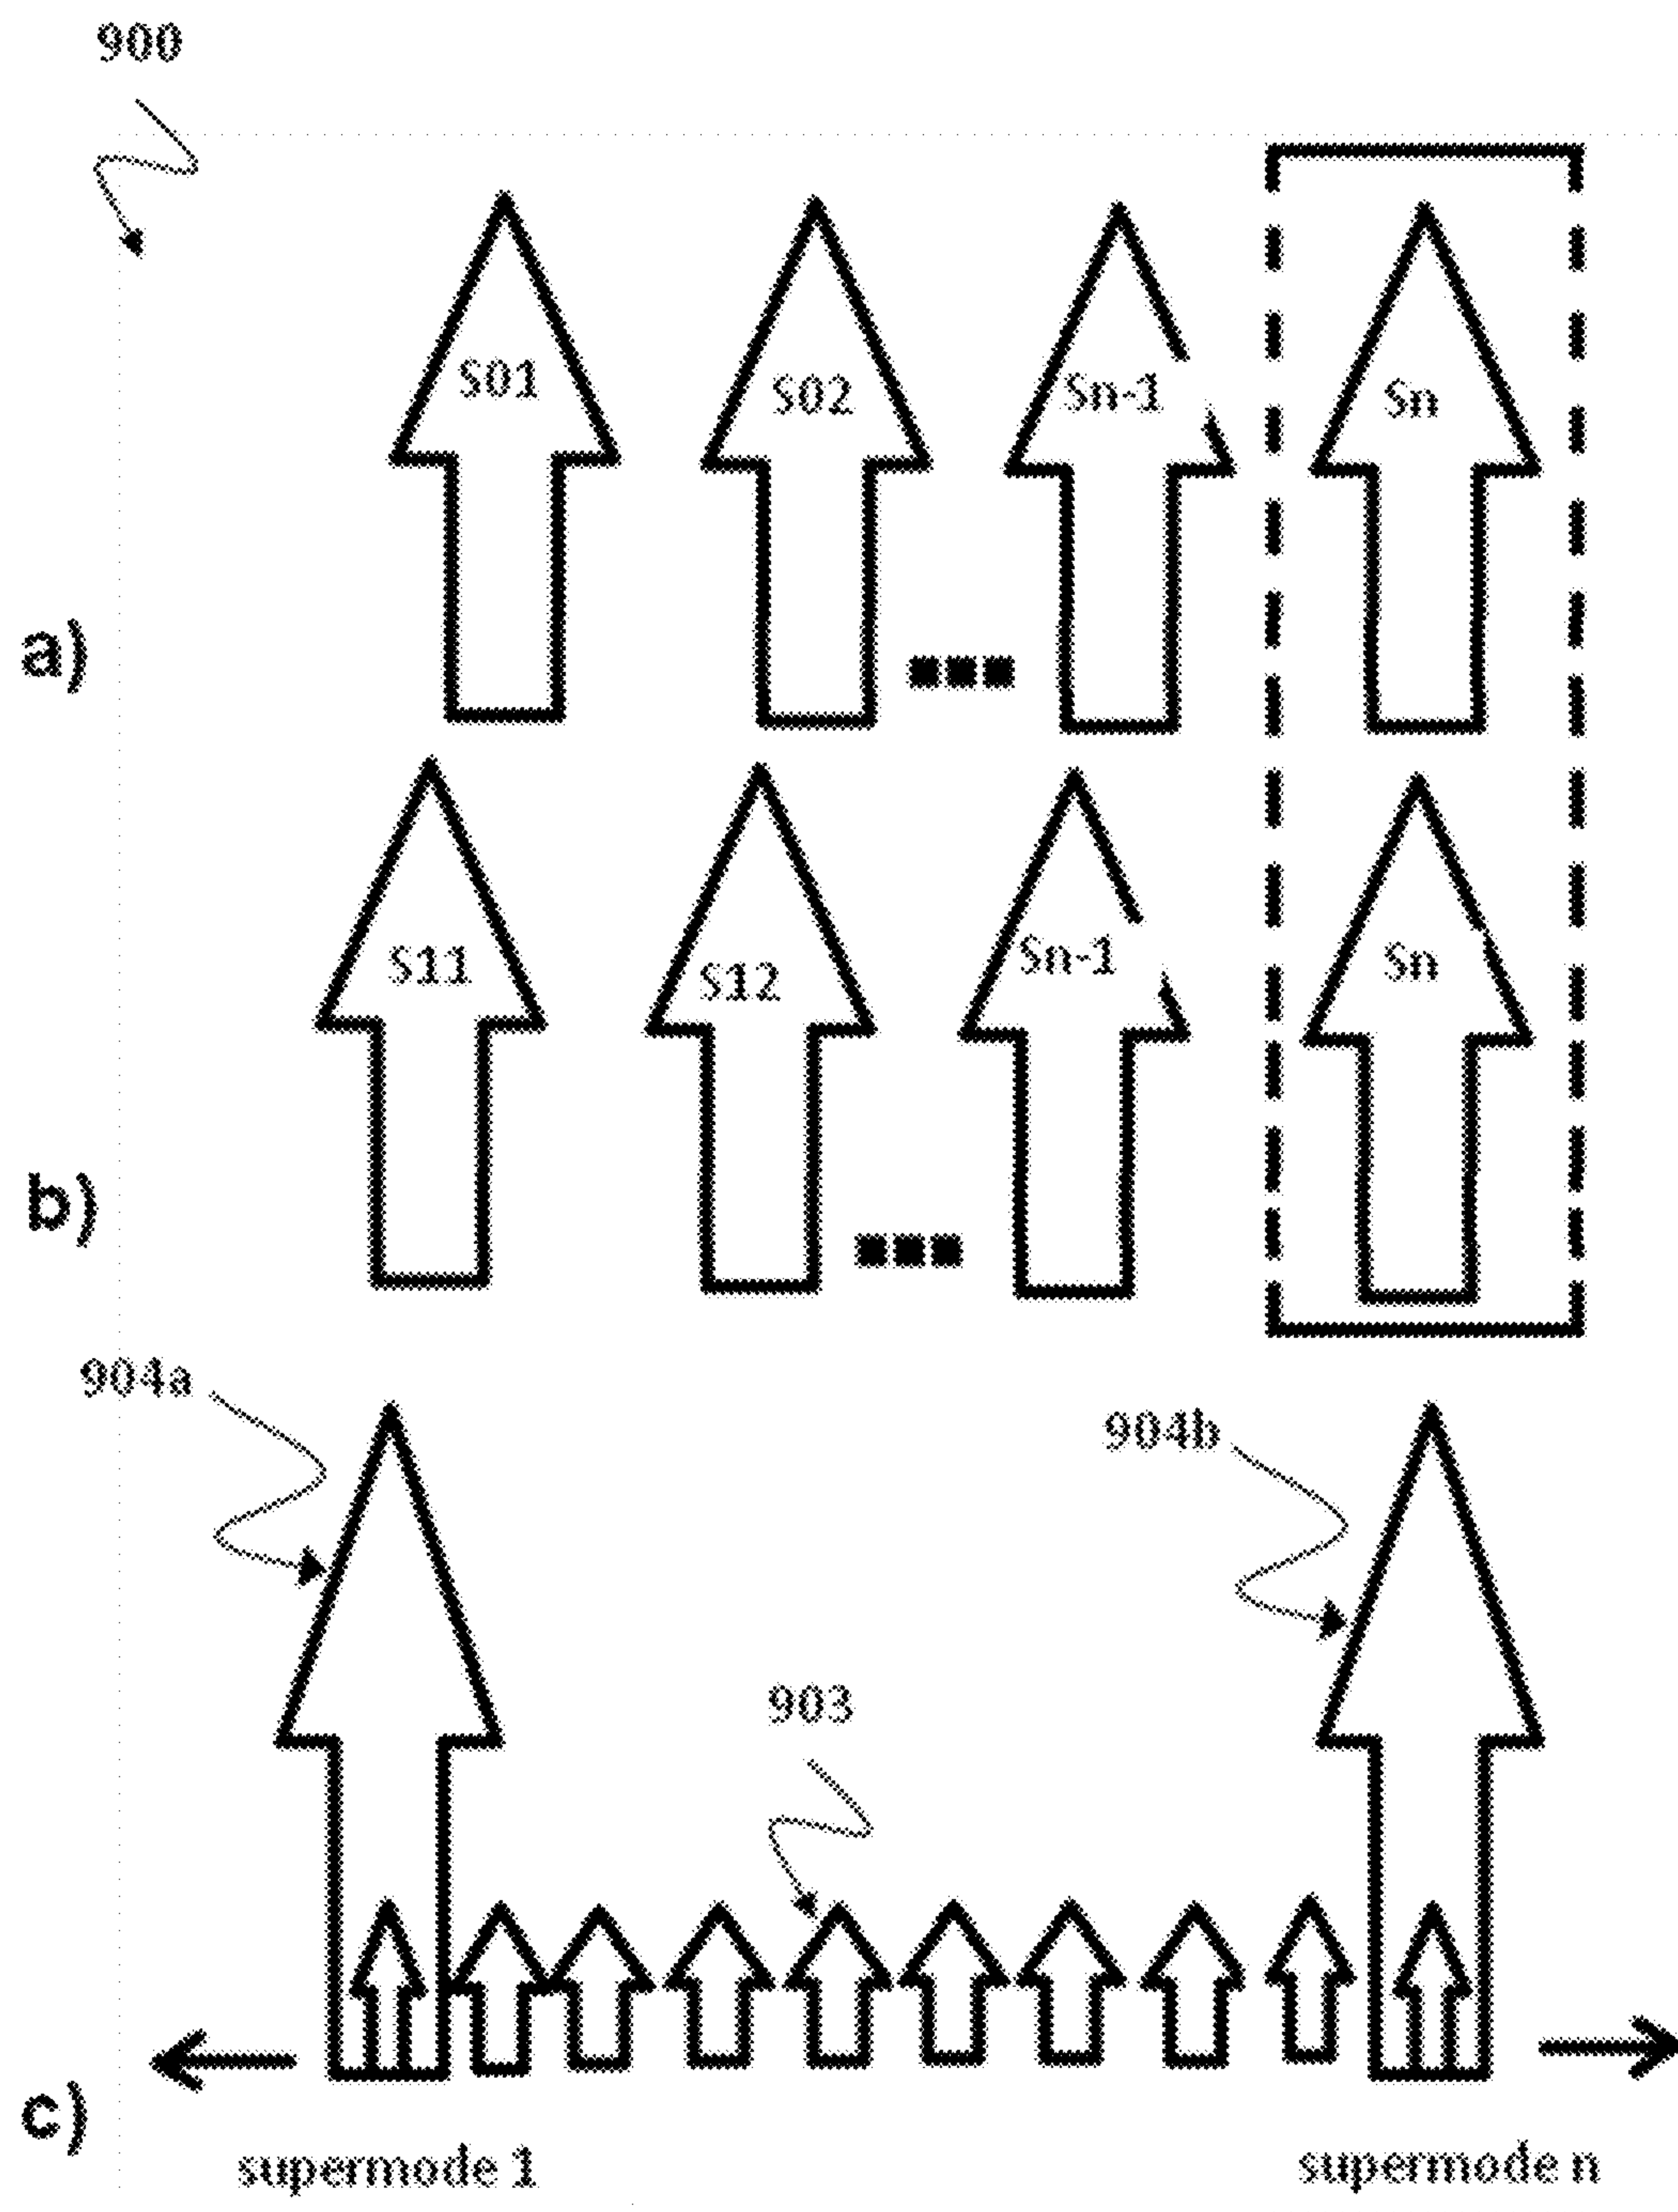 900
S01 S02 Sn-1 Sn
a)
S11 S12 Sn-1 Sn
b)
904a
904b
903
c)
supermode 1 supermode n